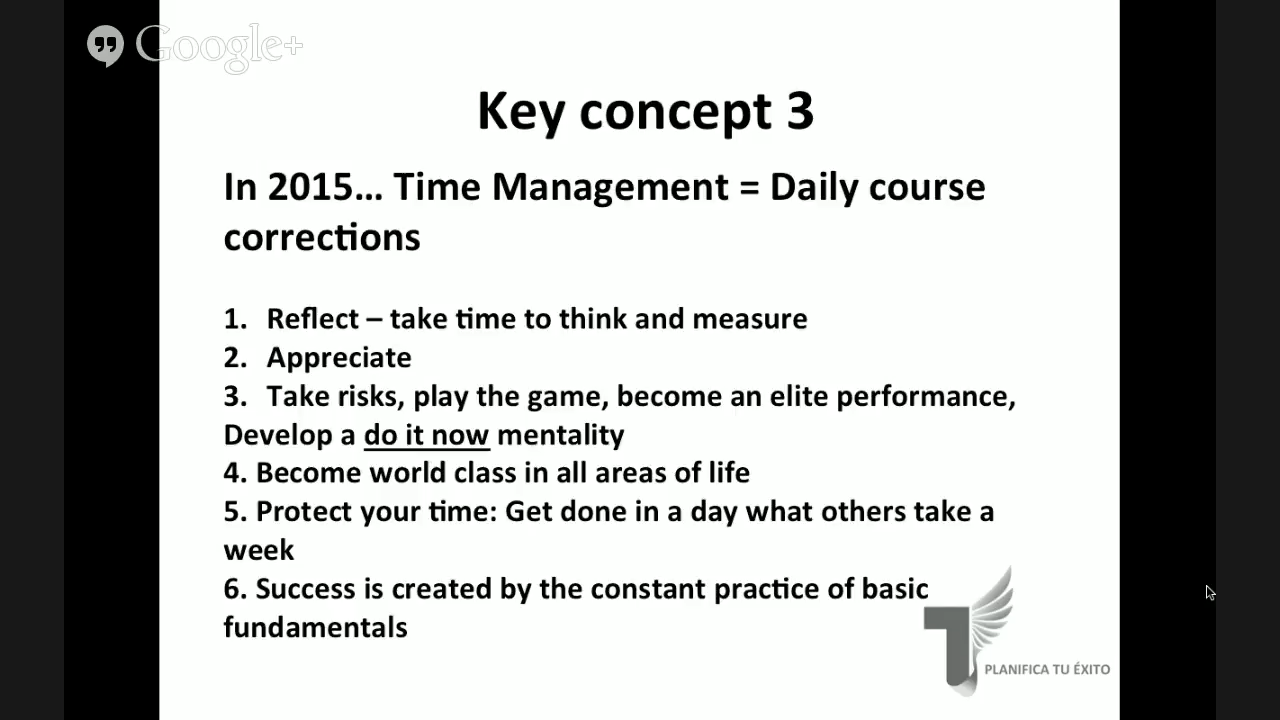 Google+
Key concept 3
In 2015... Time Management = Daily course
corrections
1. Reflect – take time to think and measure
2. Appreciate
3. Take risks, play the game, become an elite performance,
Develop a do it now mentality
4. Become world class in all areas of life
5. Protect your time: Get done in a day what others take a
week
6. Success is created by the constant practice of basic
fundamentals
PLANIFICA TU ÉXITO